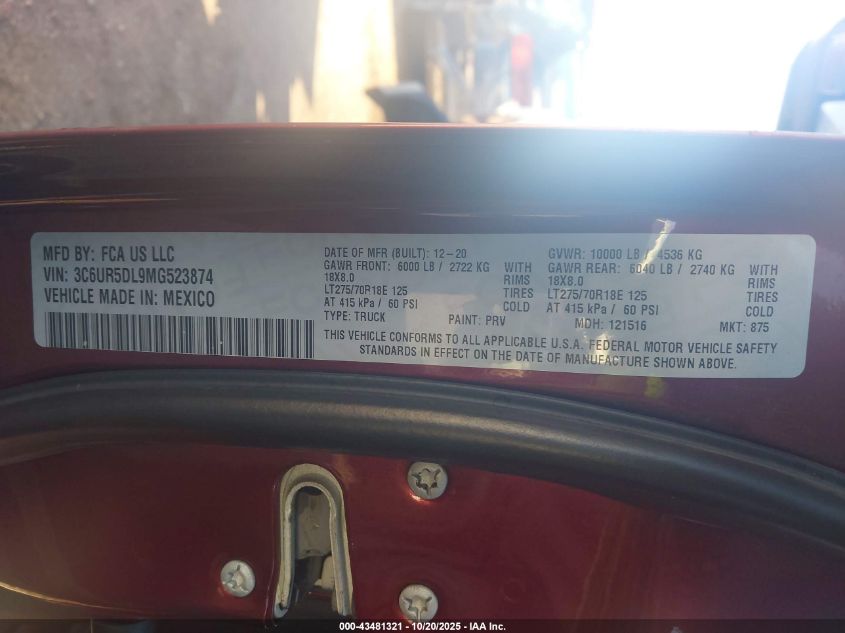 MFD BY: FCA US LLC
VIN: 3C6UR5DL9MG523874
VEHICLE MADE IN: MEXICO
DATE OF MFR (BUILT): 12-20
GAWR FRONT: 6000 LB / 2722 KG WITH
18X8.0 RIMS
LT275/70R18E 125 TIRES
AT 415 kPa / 60 PSI COLD
TYPE: TRUCK PAINT: PRV
GVWR: 10000 LB / 4536 KG
GAWR REAR: 6040 LB / 2740 KG WITH
18X8.0 RIMS
LT275/70R18E 125 TIRES
AT 415 kPa / 60 PSI COLD
MDH: 121516 MKT: 875
THIS VEHICLE CONFORMS TO ALL APPLICABLE U.S.A. FEDERAL MOTOR VEHICLE SAFETY
STANDARDS IN EFFECT ON THE DATE OF MANUFACTURE SHOWN ABOVE.
000-43481321 - 10/20/2025 - IAA Inc.